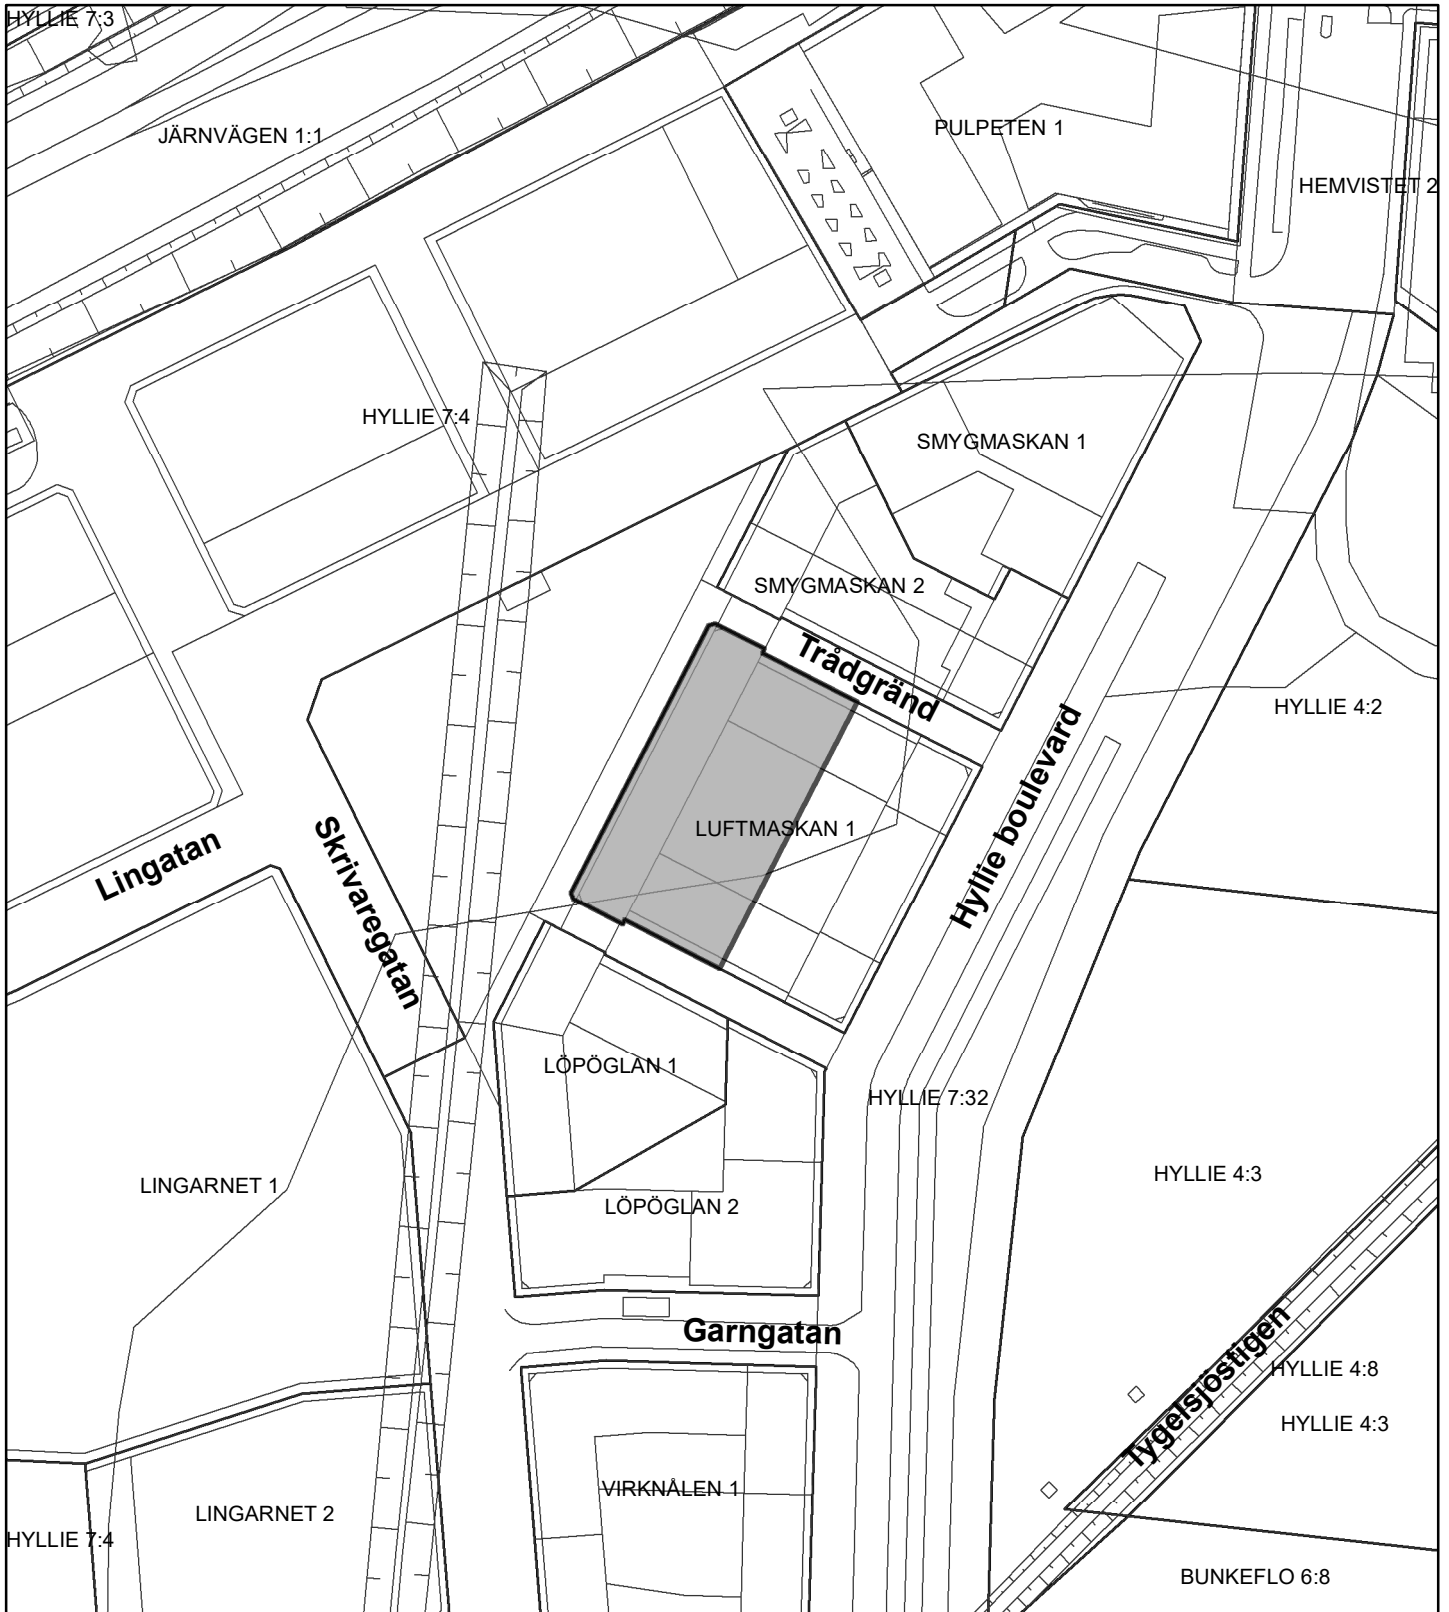 HYLLIE 7:3
JÄRNVÄGEN 1:1
PULPETEN 1
HEMVISTET 2
HYLLIE 7:4
SMYGMASKAN 1
SMYGMASKAN 2
Trådgränd
HYLLIE 4:2
Hyllie boulevard
LUFTMASKAN 1
Lingatan
Skrivaregatan
LÖPÖGLAN 1
HYLLIE 7:32
HYLLIE 4:3
LINGARNET 1
LÖPÖGLAN 2
Garngatan
Tygelsjöstigen
HYLLIE 4:8
HYLLIE 4:3
VIRKNÅLEN 1
LINGARNET 2
HYLLIE 7:4
BUNKEFLO 6:8